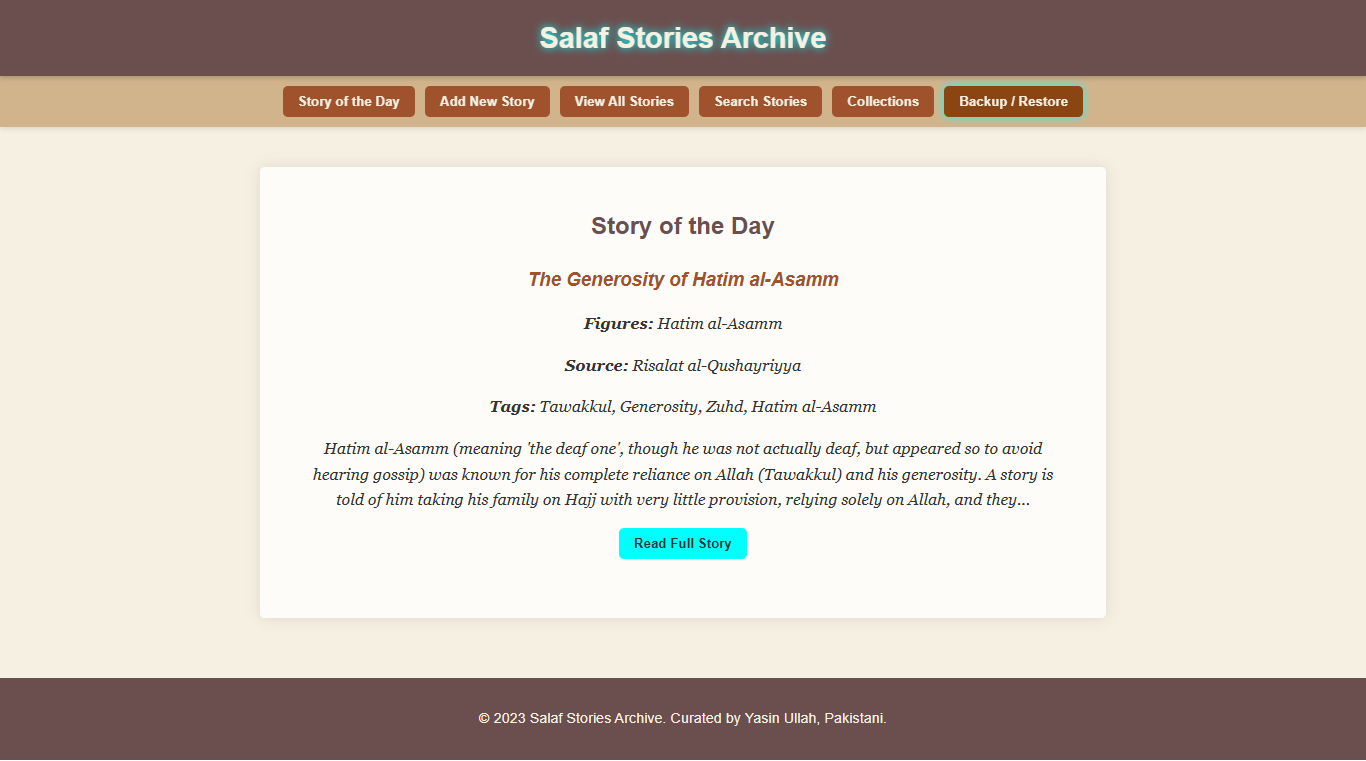 Salaf Stories Archive
Story of the Day
Add New Story
View All Stories
Search Stories
Collections
Backup / Restore
Story of the Day
The Generosity of Hatim al-Asamm
Figures: Hatim al-Asamm
Source: Risalat al-Qushayriyya
Tags: Tawakkul, Generosity, Zuhd, Hatim al-Asamm
Hatim al-Asamm (meaning 'the deaf one', though he was not actually deaf, but appeared so to avoid
hearing gossip) was known for his complete reliance on Allah (Tawakkul) and his generosity. A story is
told of him taking his family on Hajj with very little provision, relying solely on Allah, and they...
Read Full Story
© 2023 Salaf Stories Archive. Curated by Yasin Ullah, Pakistani.